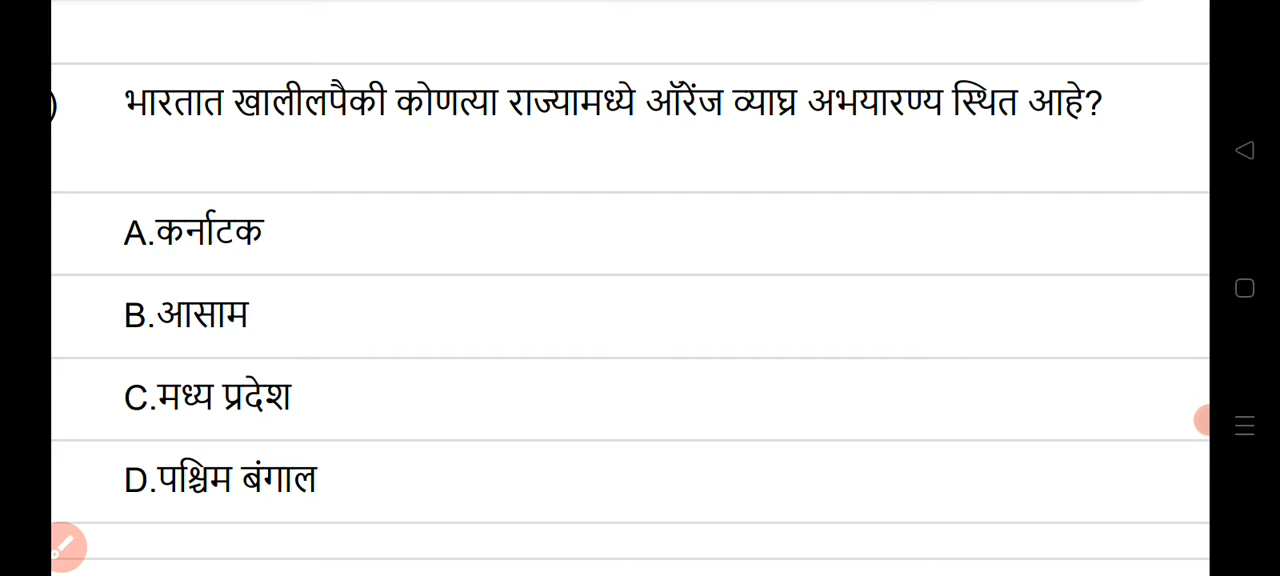 )
भारतात खालीलपैकी कोणत्या राज्यामध्ये ऑरेंज व्याघ्र अभयारण्य स्थित आहे?
A.कर्नाटक
B.आसाम
C.मध्य प्रदेश
D.पश्चिम बंगाल